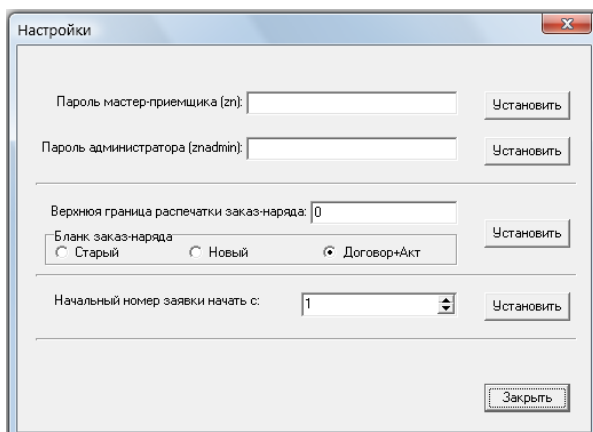 Настройки
Пароль мастер-приемщика (zn): Установить
Пароль администратора (znadmin): Установить
Верхнюя граница распечатки заказ-наряда: 0
Бланк заказ-наряда Установить
Старый Новый Договор+Акт
Начальный номер заявки начать с: 1 Установить
Закрыть